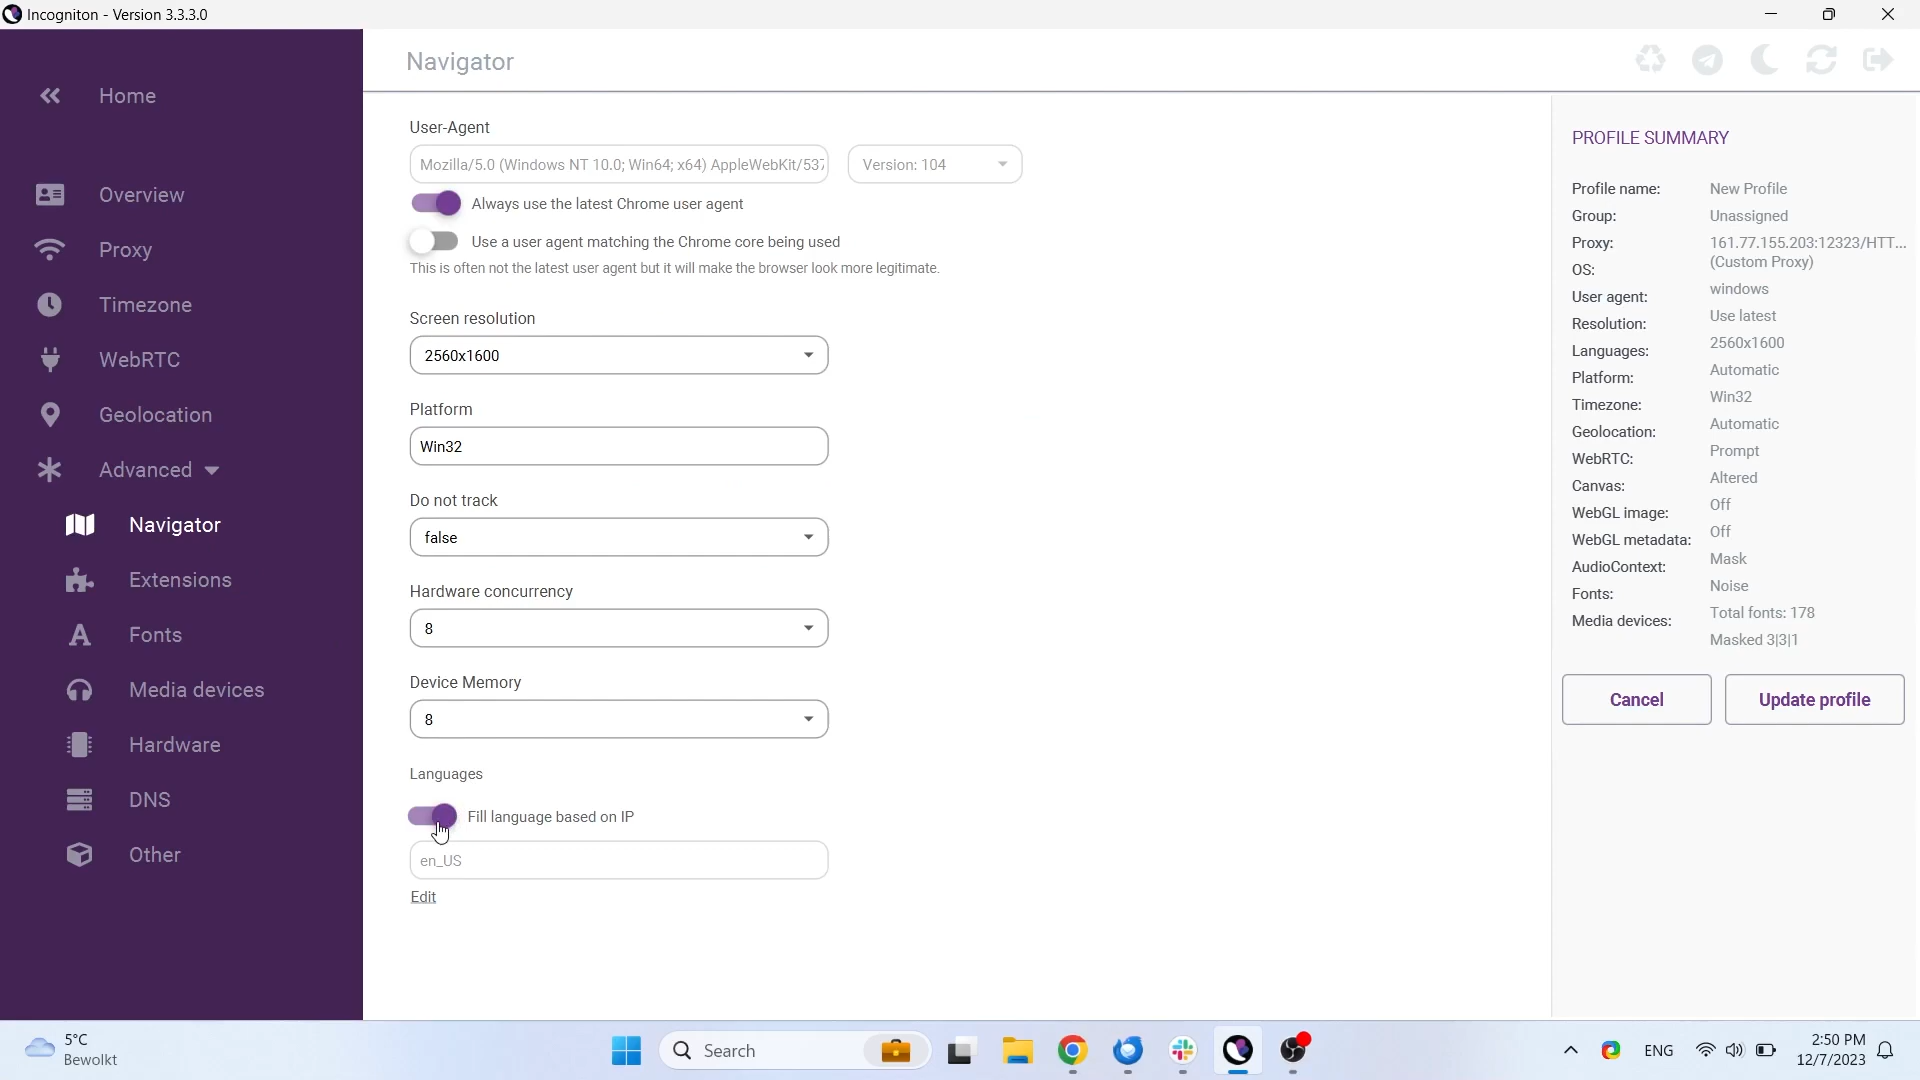 Incogniton - Version 3.3.3.0
Navigator
Home
Overview
Proxy
Timezone
WebRTC
Geolocation
Advanced
Navigator
Extensions
Fonts
Media devices
Hardware
DNS
Other
User-Agent
Mozilla/5.0 (Windows NT 10.0; Win64; x64) AppleWebKit/537
Version: 104
Always use the latest Chrome user agent
Use a user agent matching the Chrome core being used
This is often not the latest user agent but it will make the browser look more legitimate.
Screen resolution
2560x1600
Platform
Win32
Do not track
false
Hardware concurrency
8
Device Memory
8
Languages
Fill language based on IP
en_US
Edit
PROFILE SUMMARY
Profile name: New Profile
Group: Unassigned
Proxy: 161.77.155.203:12323/HTT...
(Custom Proxy)
OS:
windows
User agent:
Use latest
Resolution:
2560x1600
Languages:
Automatic
Platform:
Win32
Timezone:
Automatic
Geolocation:
Prompt
WebRTC:
Altered
Canvas:
Off
WebGL image:
Off
WebGL metadata:
Mask
AudioContext:
Noise
Fonts:
Total fonts: 178
Media devices:
Masked 3|3|1
Cancel
Update profile
5°C
Bewolkt
Search
ENG
2:50 PM
12/7/2023